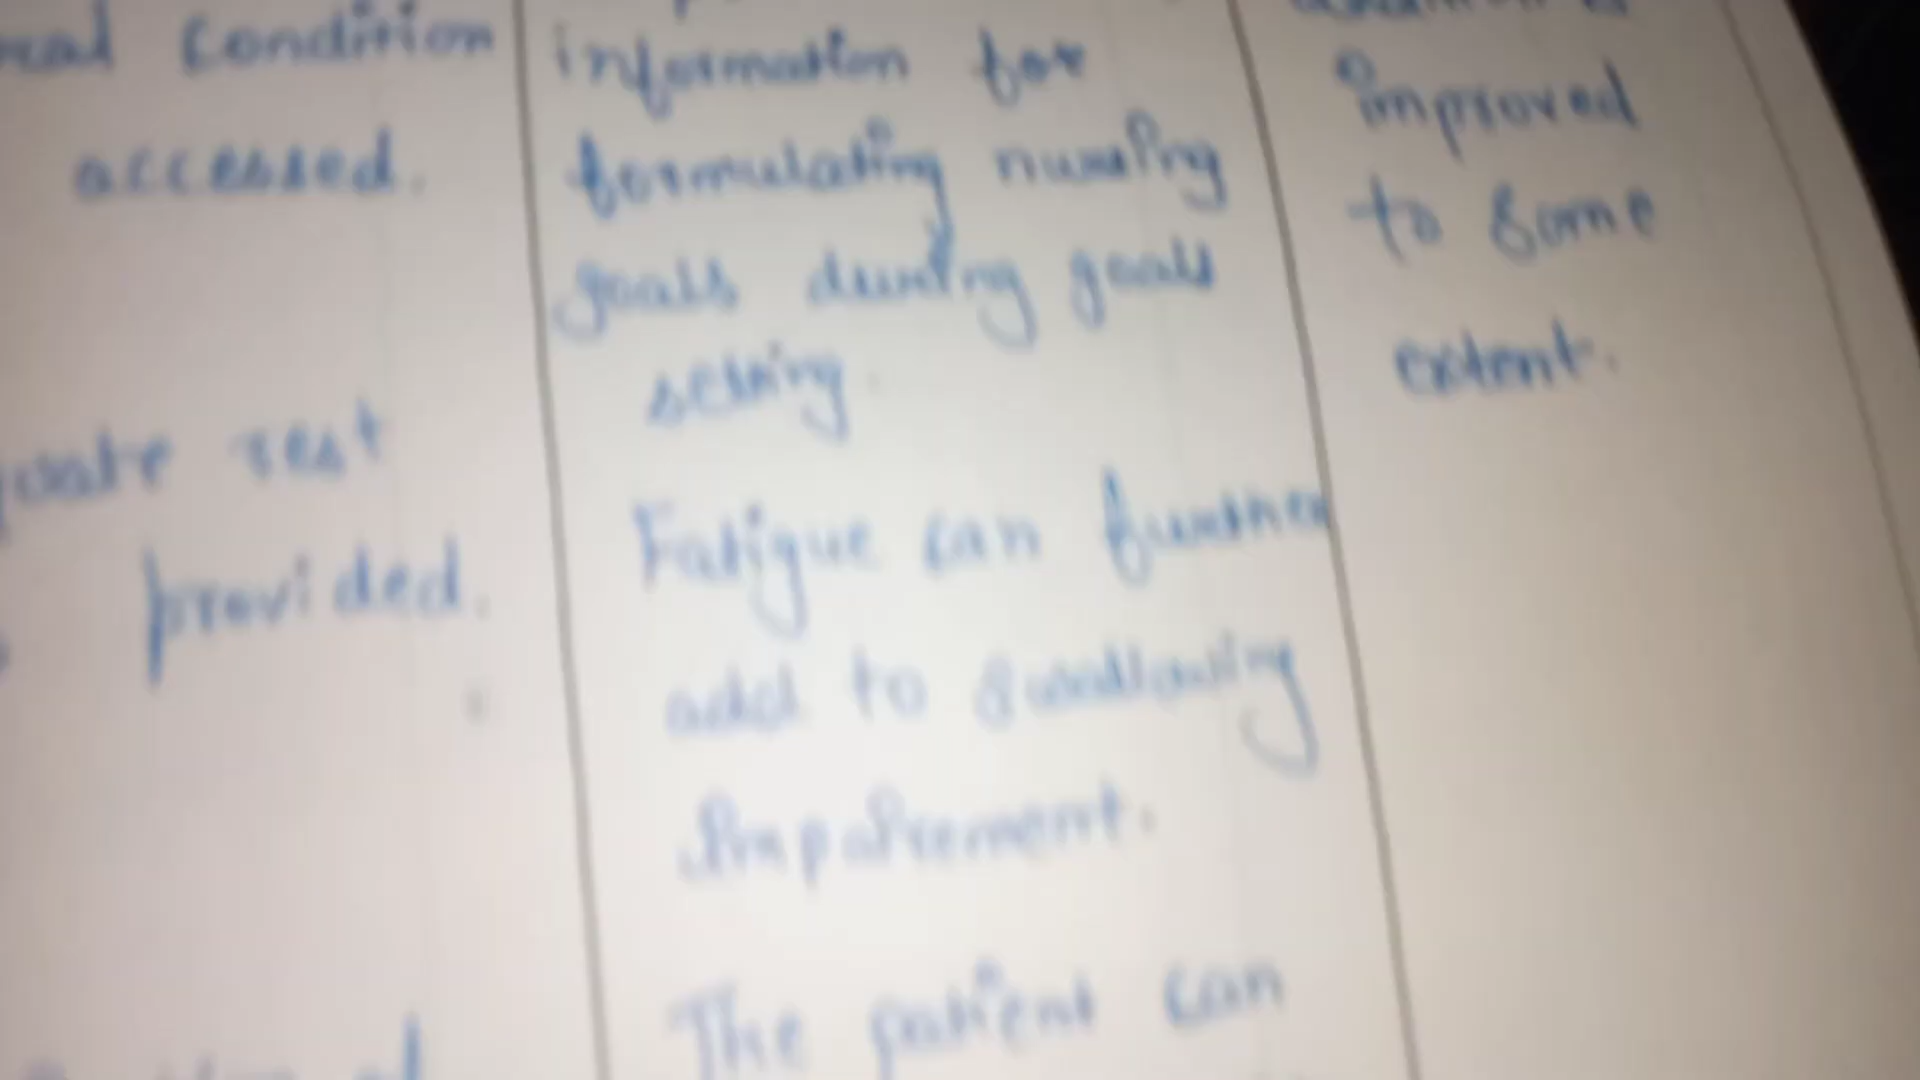 condition
accessed.
rest
provided.
information for
formulating nursing
goals during goals
setting.
Fatigue can further
add to swallowing
impairement.
The patient can
improved
to some
extent.